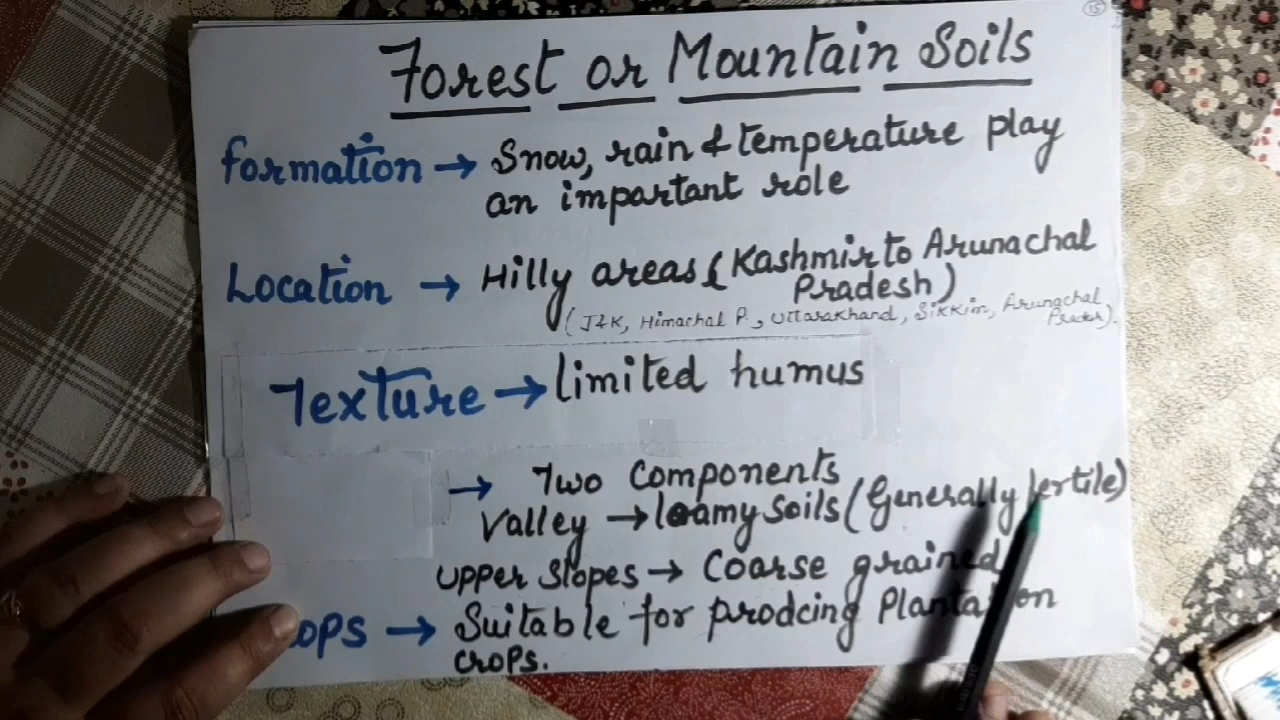 15
Forest or Mountain Soils
Formation → Snow, rain & temperature play
an important role
Location → Hilly areas (Kashmir to Arunachal
Pradesh)
(J&K, Himachal P., Uttarakhand, Sikkim, Arunachal
Texture → limited humus
→ Two Components
Valley → loamy soils (Generally fertile)
Upper Slopes → Coarse grained
ops → Suitable for prodcing Plantation
crops.